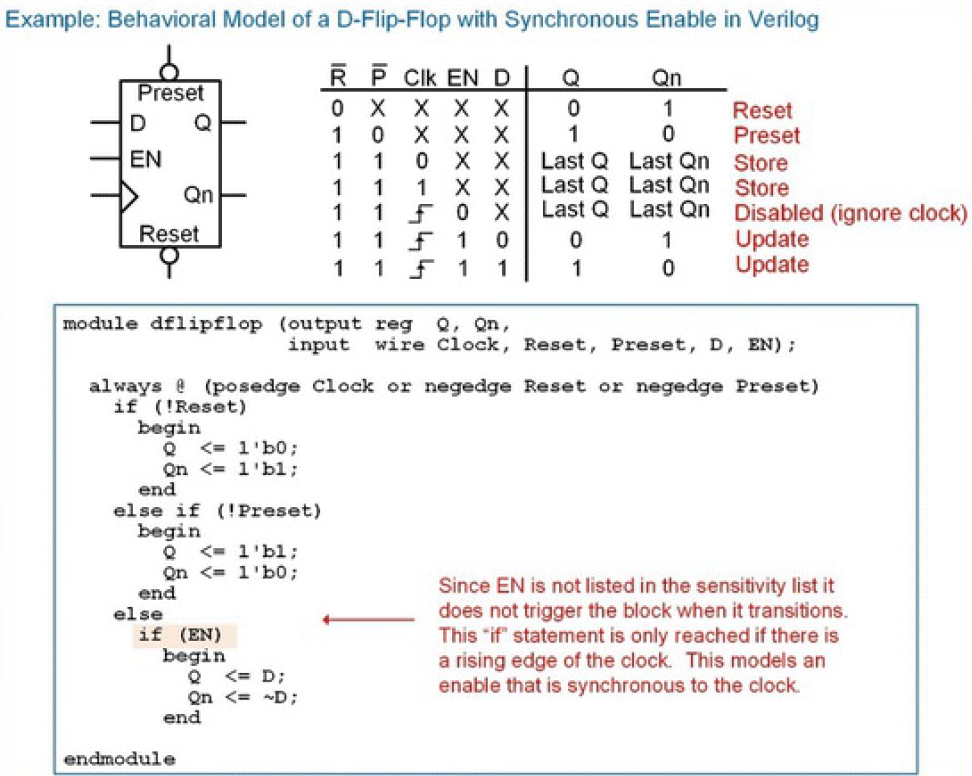 Example: Behavioral Model of a D-Flip-Flop with Synchronous Enable in Verilog
Preset
D Q
EN
Qn
Reset
R̅ P̅ Clk EN D Q Qn
0 X X X X 0 1 Reset
1 0 X X X 1 0 Preset
1 1 0 X X Last Q Last Qn Store
1 1 1 X X Last Q Last Qn Store
1 1 0 X Last Q Last Qn Disabled (ignore clock)
1 1 1 0 0 1 Update
1 1 1 1 1 0 Update
module dflipflop (output reg Q, Qn,
input wire Clock, Reset, Preset, D, EN);
always @ (posedge Clock or negedge Reset or negedge Preset)
if (!Reset)
begin
Q <= 1'b0;
Qn <= 1'b1;
end
else if (!Preset)
begin
Q <= 1'b1;
Qn <= 1'b0;
end
else
if (EN)
begin
Q <= D;
Qn <= ~D;
end
endmodule
Since EN is not listed in the sensitivity list it
does not trigger the block when it transitions.
This “if” statement is only reached if there is
a rising edge of the clock. This models an
enable that is synchronous to the clock.